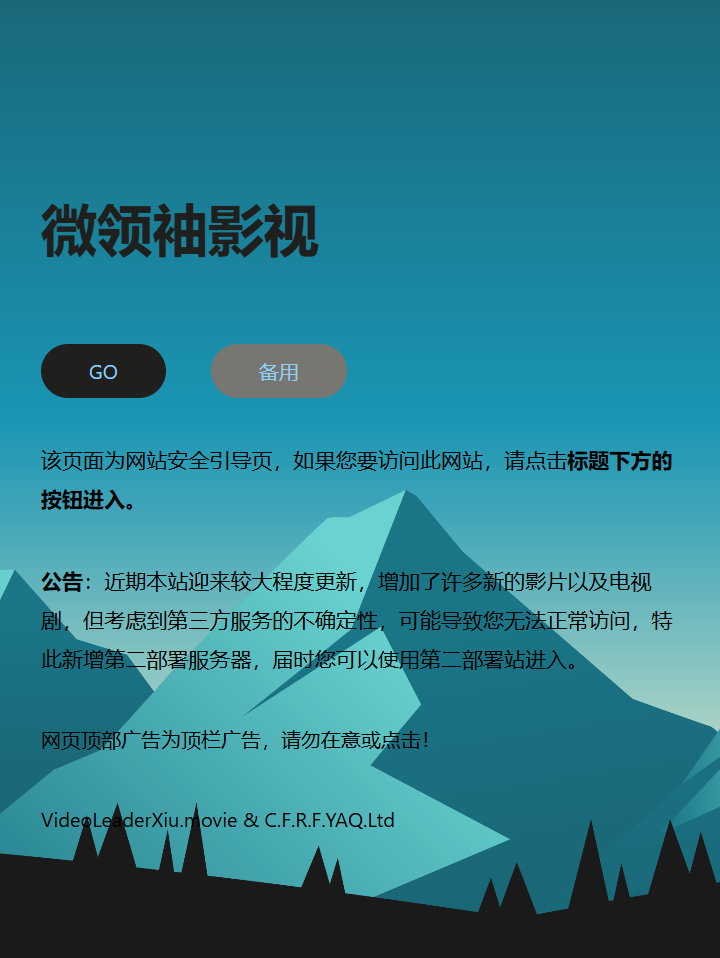 微领袖影视
GO
备用
该页面为网站安全引导页，如果您要访问此网站，请点击标题下方的
按钮进入。
公告：近期本站迎来较大程度更新，增加了许多新的影片以及电视
剧，但考虑到第三方服务的不确定性，可能导致您无法正常访问，特
此新增第二部署服务器，届时您可以使用第二部署站进入。
网页顶部广告为顶栏广告，请勿在意或点击！
VideoLeaderXiu.movie & C.F.R.F.YAQ.Ltd